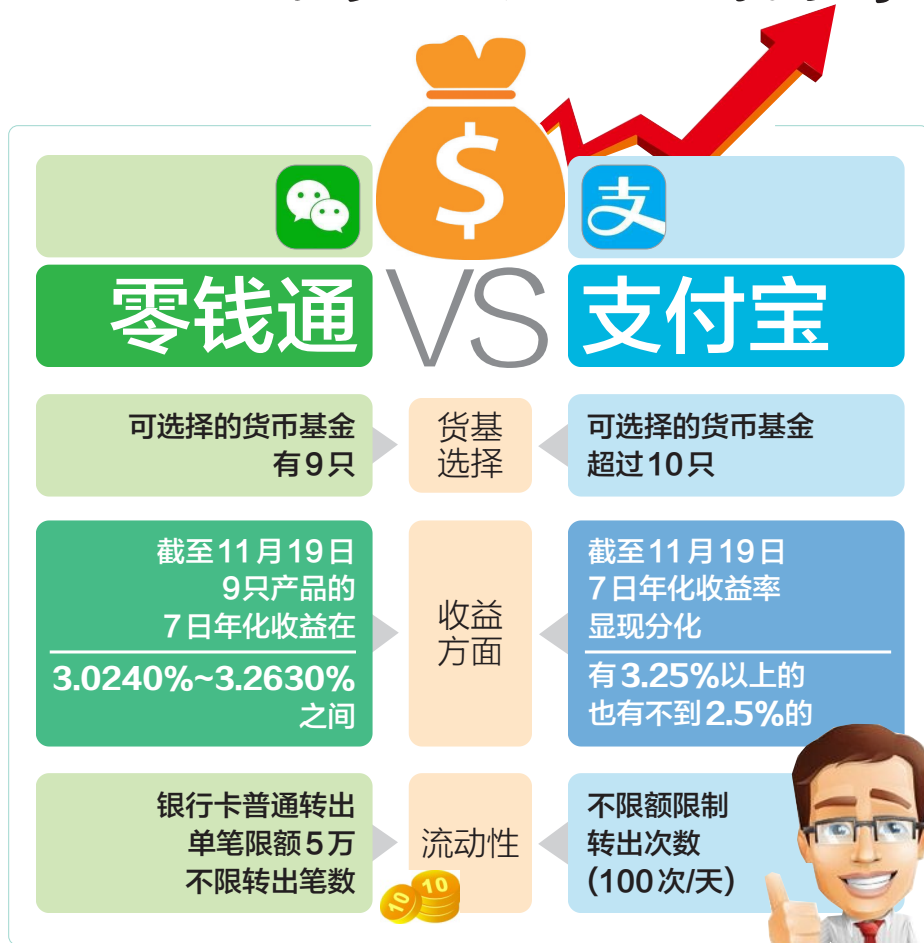 $
支
零钱通
VS
支付宝
可选择的货币基金
有9只
货基
选择
可选择的货币基金
超过10只
截至11月19日
9只产品的
7日年化收益在
3.0240%~3.2630%
之间
收益
方面
截至11月19日
7日年化收益率
显现分化
有3.25%以上的
也有不到2.5%的
银行卡普通转出
单笔限额5万
不限转出笔数
流动性
不限额限制
转出次数
(100次/天)
10
10